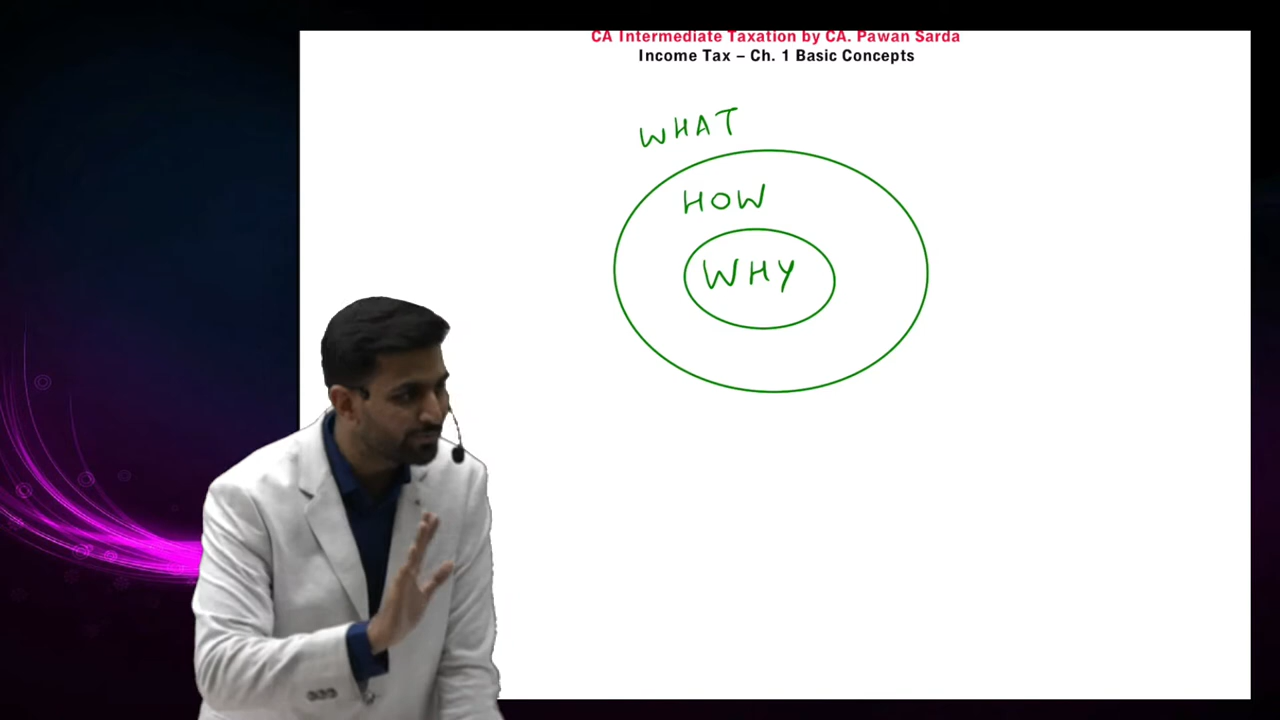 CA Intermediate Taxation by CA. Pawan Sarda
Income Tax – Ch. 1 Basic Concepts
WHAT
HOW
WHY